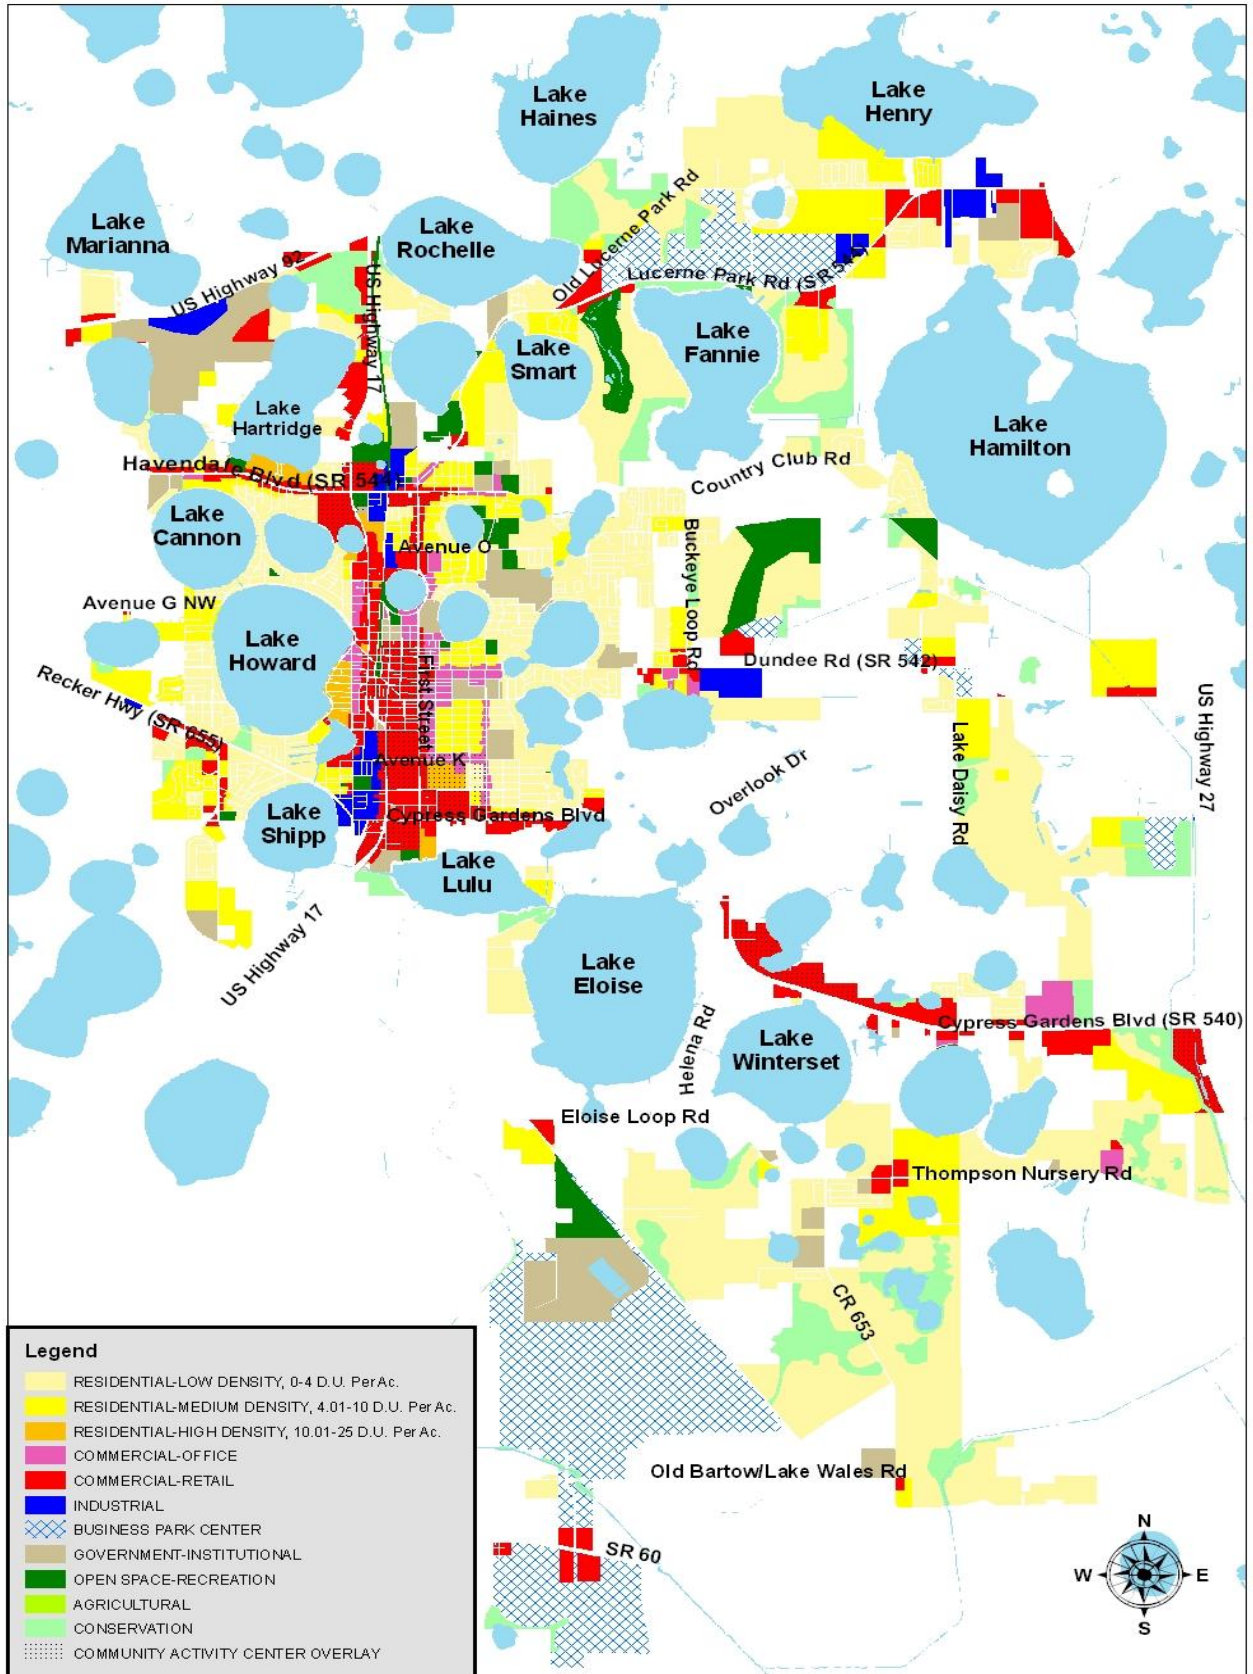 Lake
Haines
Lake
Henry
Lake
Marianna
Lake
Rochelle
Old Lucerne Park Rd
US Highway 92
US Highway 17
Lucerne Park Rd (SR 544)
Lake
Smart
Lake
Fannie
Lake
Hartridge
Lake
Hamilton
Havendale Blvd (SR 544)
Country Club Rd
Lake
Cannon
Avenue O
Buckeye Loop Rd
Avenue G NW
Lake
Howard
First Street
Dundee Rd (SR 542)
Recker Hwy (SR 655)
US Highway 27
Lake Daisy Rd
Avenue K
Overlook Dr
Lake
Shipp
Cypress Gardens Blvd
Lake
Lulu
US Highway 17
Lake
Eloise
Helena Rd
Lake
Winterset
Cypress Gardens Blvd (SR 540)
Eloise Loop Rd
Thompson Nursery Rd
CR 653
Old Bartow/Lake Wales Rd
SR 60
Legend
RESIDENTIAL-LOW DENSITY, 0-4 D.U. Per Ac.
RESIDENTIAL-MEDIUM DENSITY, 4.01-10 D.U. Per Ac.
RESIDENTIAL-HIGH DENSITY, 10.01-25 D.U. Per Ac.
COMMERCIAL-OFFICE
COMMERCIAL-RETAIL
INDUSTRIAL
BUSINESS PARK CENTER
GOVERNMENT-INSTITUTIONAL
OPEN SPACE-RECREATION
AGRICULTURAL
CONSERVATION
COMMUNITY ACTIVITY CENTER OVERLAY
N
W
E
S